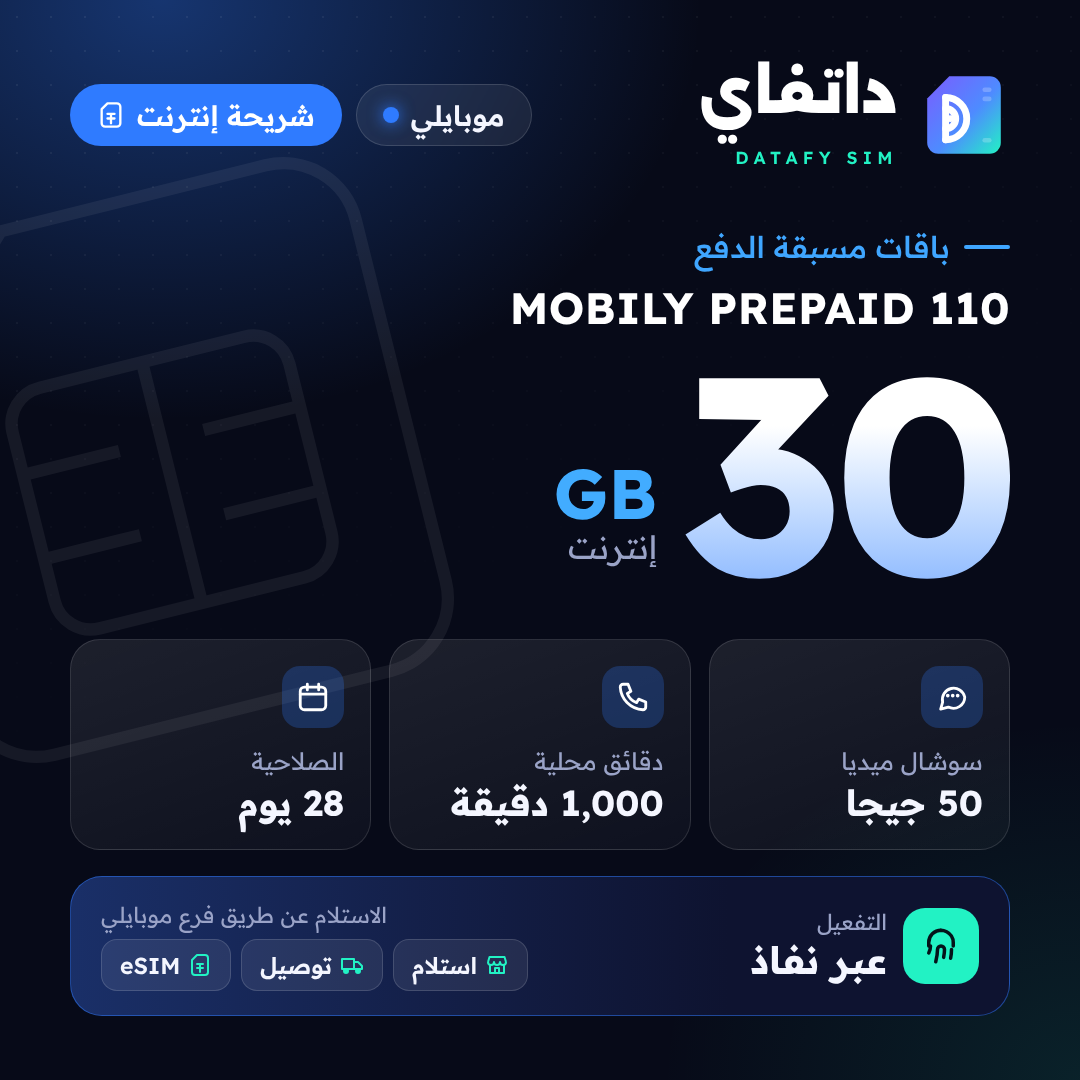 داتفاي
DATAFY SIM
موبايلي
شريحة إنترنت
باقات مسبقة الدفع
MOBILY PREPAID 110
30 GB
إنترنت
سوشال ميديا
50 جيجا
دقائق محلية
1,000 دقيقة
الصلاحية
28 يوم
التفعيل
عبر نفاذ
الاستلام عن طريق فرع موبايلي
استلام
توصيل
eSIM